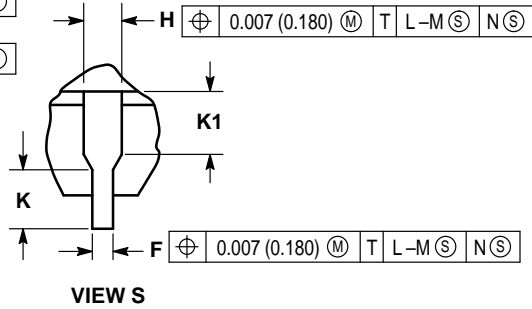 H ⌖ 0.007 (0.180) Ⓜ T L–M Ⓢ N Ⓢ
K1
K
F ⌖ 0.007 (0.180) Ⓜ T L–M Ⓢ N Ⓢ
VIEW S